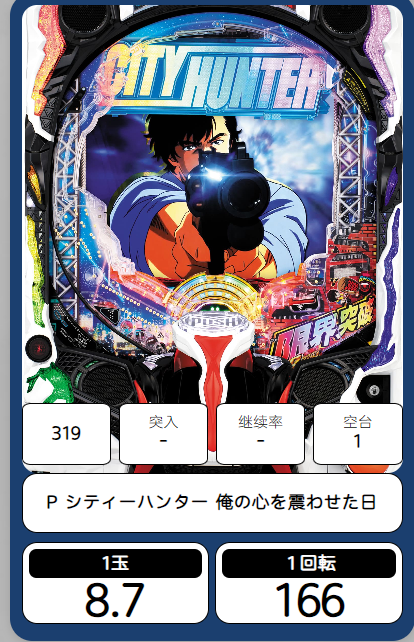 CITY HUNTER
PUSH
限界突破
319
突入
-
继续率
-
空台
1
P シティーハンター 俺の心を震わせた日
1玉
8.7
1回転
166